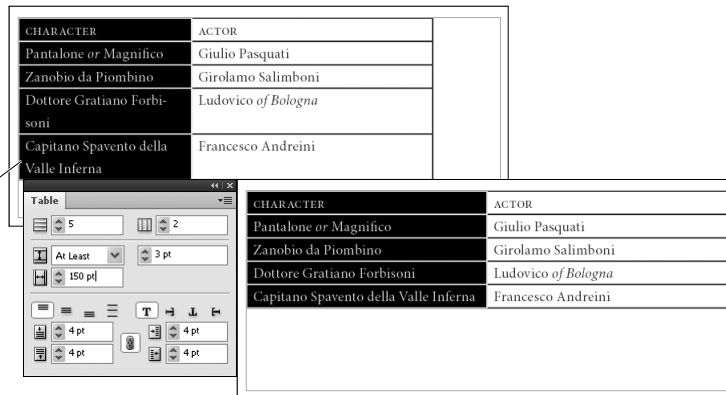 CHARACTER ACTOR
Pantalone or Magnifico Giulio Pasquati
Zanobio da Piombino Girolamo Salimboni
Dottore Gratiano Forbi- Ludovico of Bologna
soni
Capitano Spavento della Francesco Andreini
Valle Inferna
Table
5 2
At Least 3 pt
150 pt
T T T T
4 pt 4 pt
4 pt 4 pt
CHARACTER ACTOR
Pantalone or Magnifico Giulio Pasquati
Zanobio da Piombino Girolamo Salimboni
Dottore Gratiano Forbisoni Ludovico of Bologna
Capitano Spavento della Valle Inferna Francesco Andreini